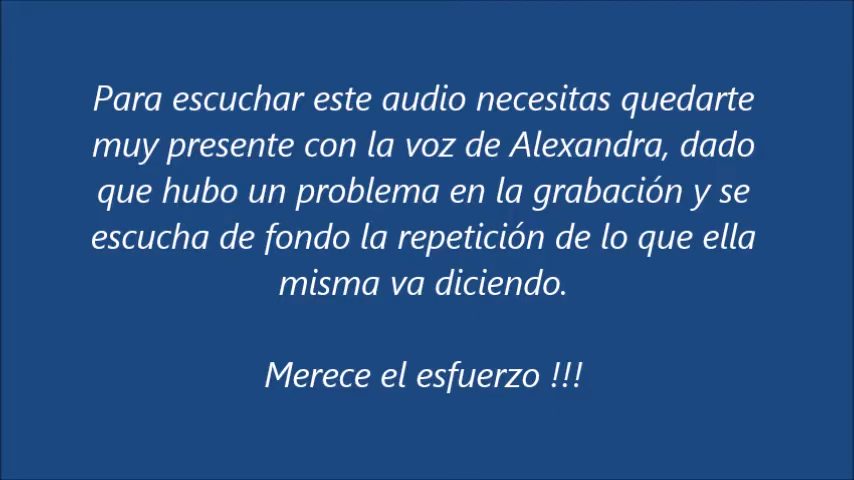 Para escuchar este audio necesitas quedarte
muy presente con la voz de Alexandra, dado
que hubo un problema en la grabación y se
escucha de fondo la repetición de lo que ella
misma va diciendo.
Merece el esfuerzo !!!